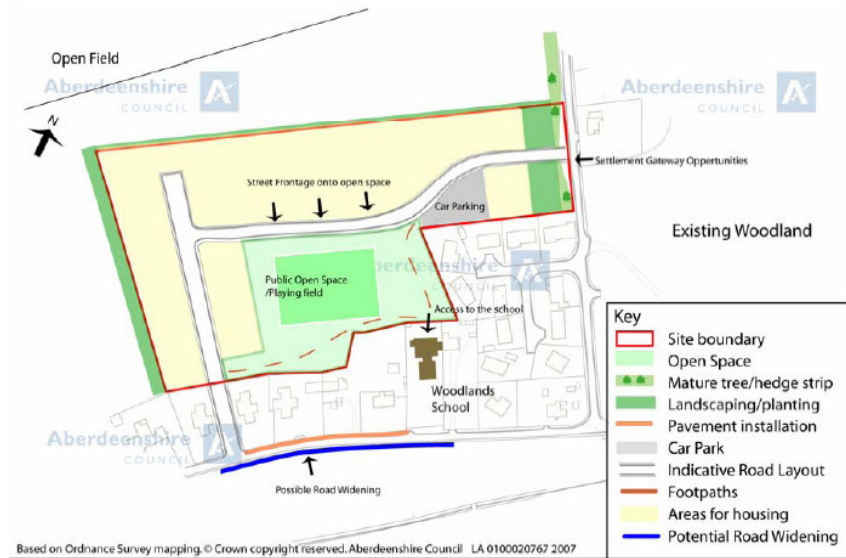 Open Field
Aberdeenshire
COUNCIL
Aberdeenshire
COUNCIL
N
Settlement Gateway Opportunities
Street Frontage onto open space
Car Parking
Existing Woodland
Aberdeenshire
COUNCIL
Public Open Space
/Playing field
Access to the school
Woodlands
School
Aberdeenshire
COUNCIL
Possible Road Widening
Key
Site boundary
Open Space
Mature tree/hedge strip
Landscaping/planting
Pavement installation
Car Park
Indicative Road Layout
Footpaths
Areas for housing
Potential Road Widening
Based on Ordnance Survey mapping. © Crown copyright reserved. Aberdeenshire Council LA 0100020767 2007